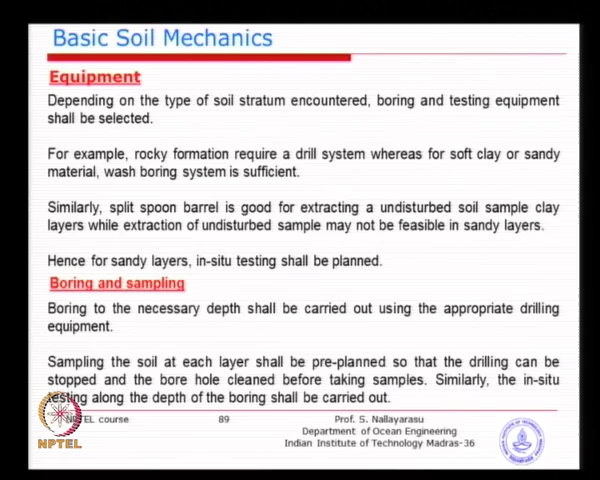 Basic Soil Mechanics
Equipment
Depending on the type of soil stratum encountered, boring and testing equipment
shall be selected.
For example, rocky formation require a drill system whereas for soft clay or sandy
material, wash boring system is sufficient.
Similarly, split spoon barrel is good for extracting a undisturbed soil sample clay
layers while extraction of undisturbed sample may not be feasible in sandy layers.
Hence for sandy layers, in-situ testing shall be planned.
Boring and sampling
Boring to the necessary depth shall be carried out using the appropriate drilling
equipment.
Sampling the soil at each layer shall be pre-planned so that the drilling can be
stopped and the bore hole cleaned before taking samples. Similarly, the in-situ
testing along the depth of the boring shall be carried out.
NPTEL course 89 Prof. S. Nallayarasu
Department of Ocean Engineering
Indian Institute of Technology Madras-36
NPTEL